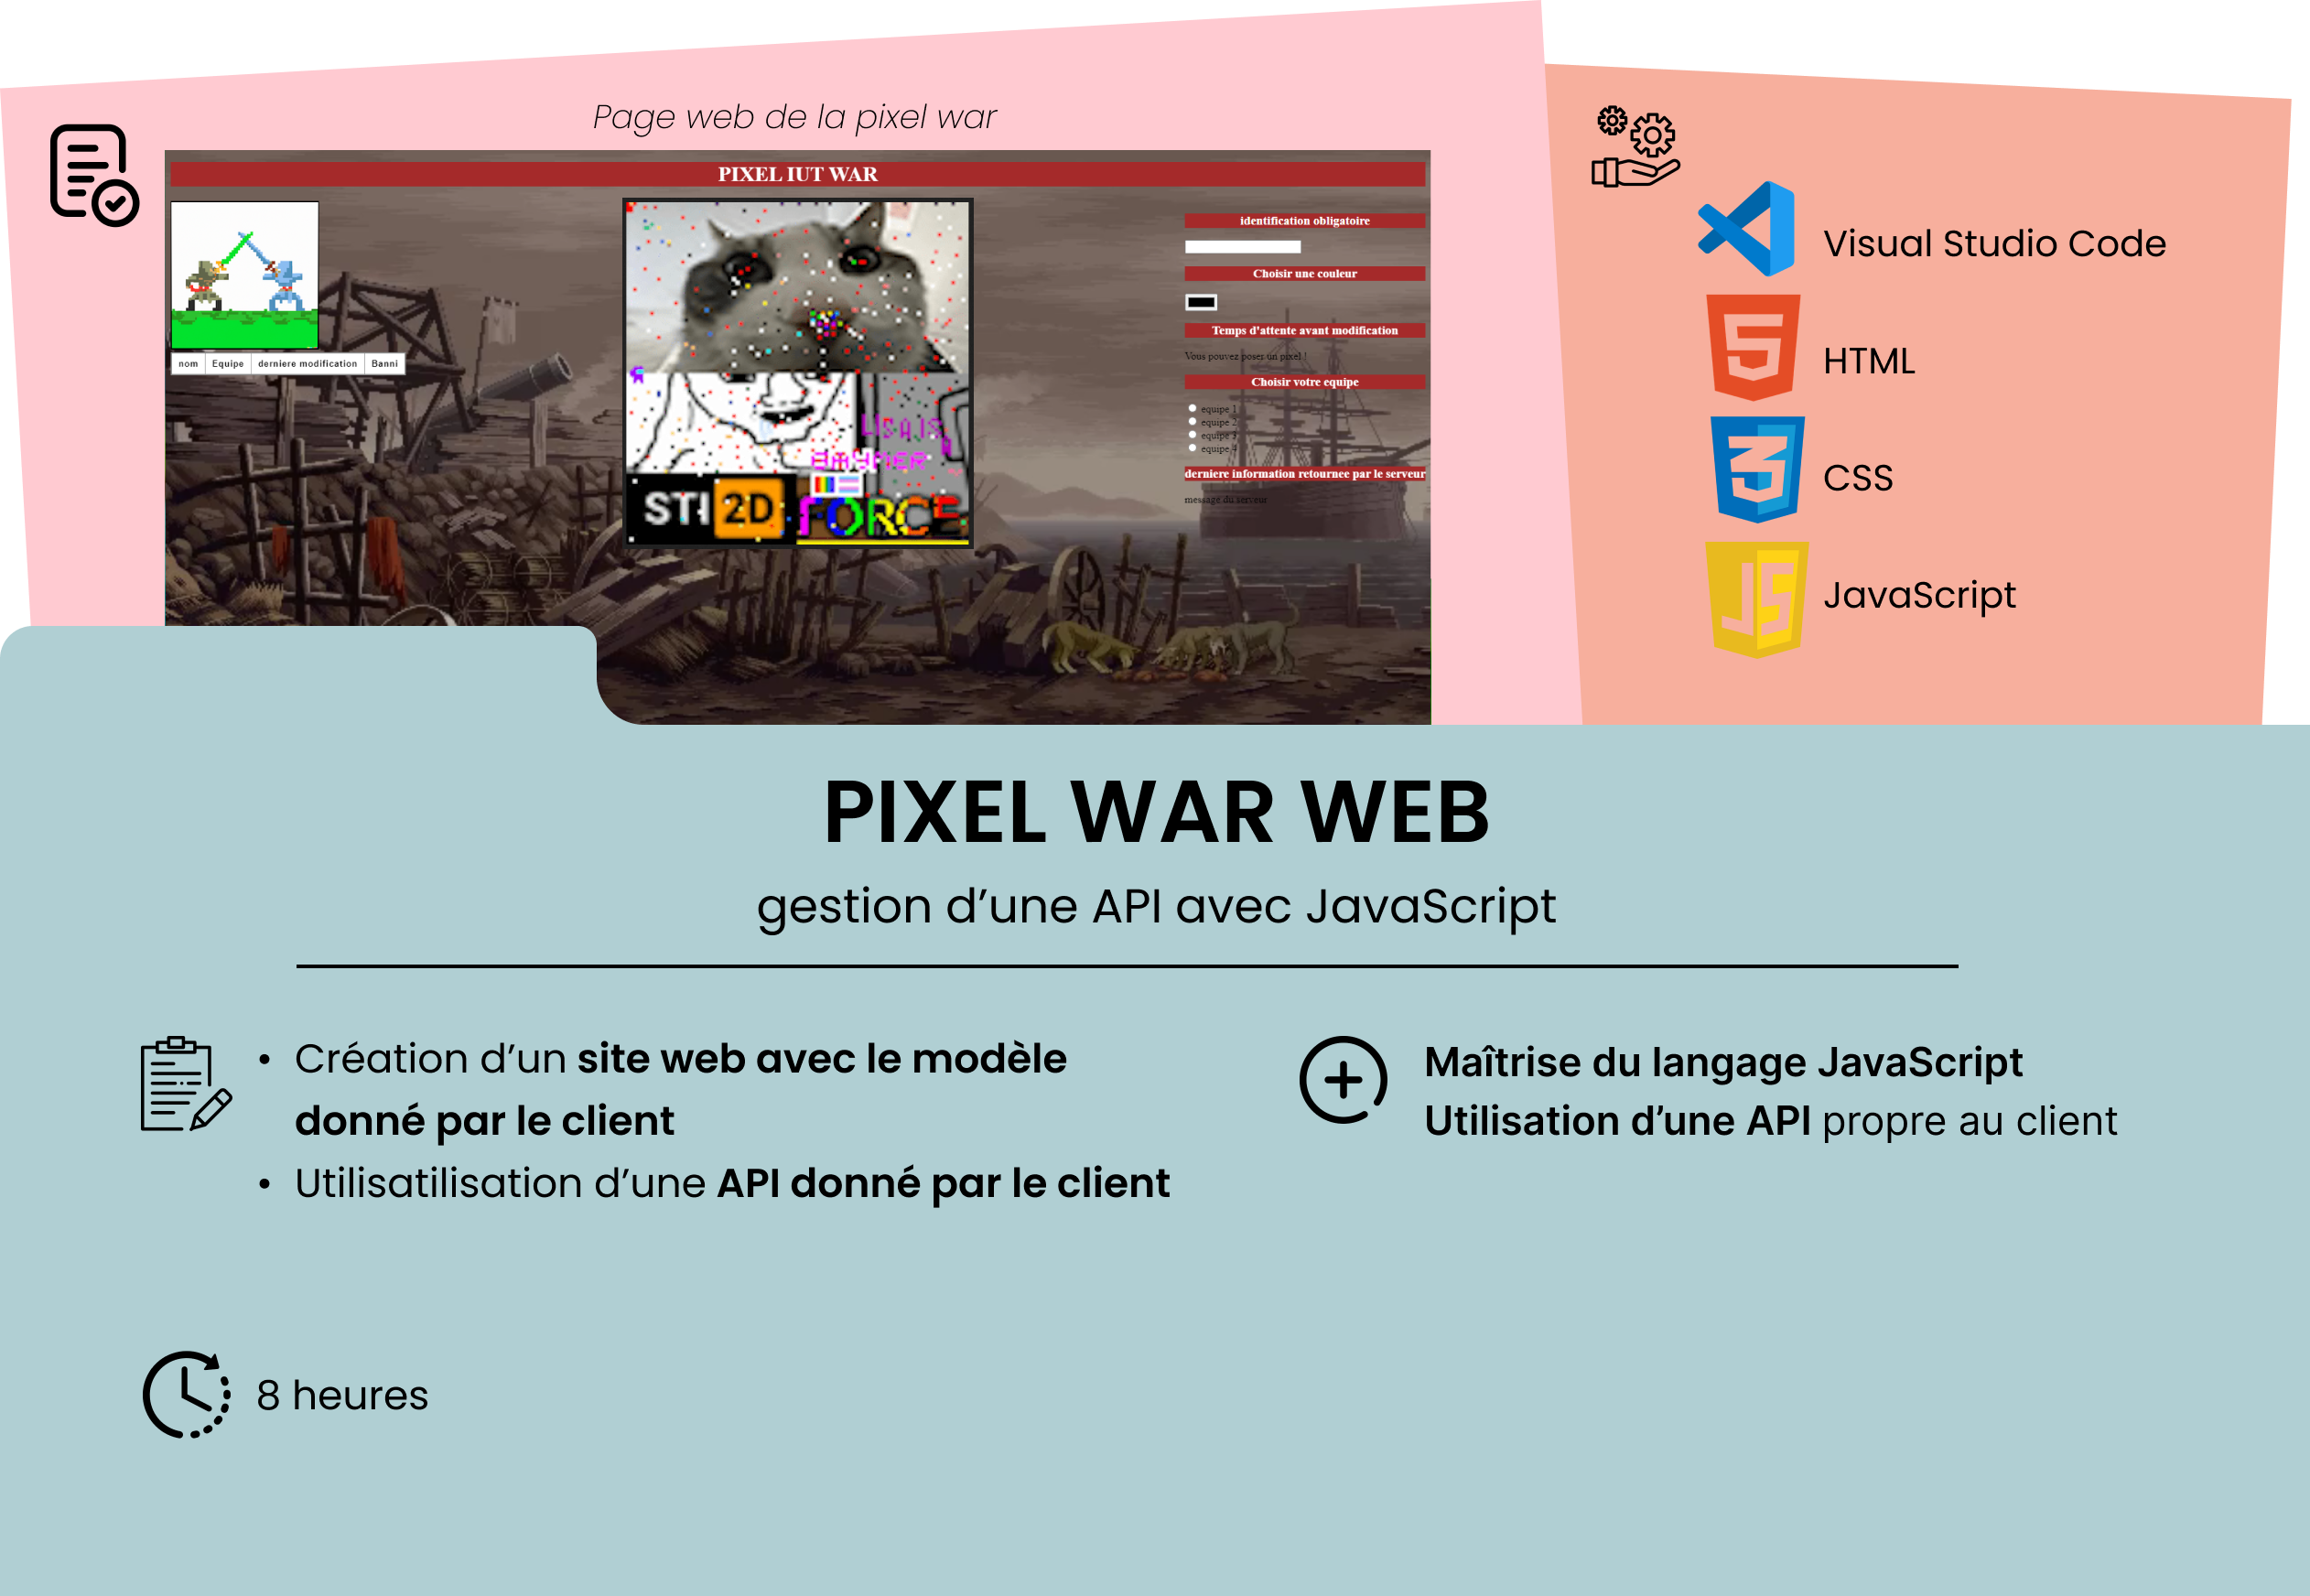 Page web de la pixel war
PIXEL IUT WAR
nom Equipe derniere modification Banni
STI 2D FORCE
identification obligatoire
Choisir une couleur
Temps d'attente avant modification
Vous pouvez poser un pixel !
Choisir votre equipe
equipe 1
equipe 2
equipe 3
equipe 4
derniere information retournee par le serveur
message du serveur
Visual Studio Code
HTML
CSS
JavaScript
PIXEL WAR WEB
gestion d’une API avec JavaScript
• Création d’un site web avec le modèle
donné par le client
• Utilisatilisation d’une API donné par le client
Maîtrise du langage JavaScript
Utilisation d’une API propre au client
8 heures